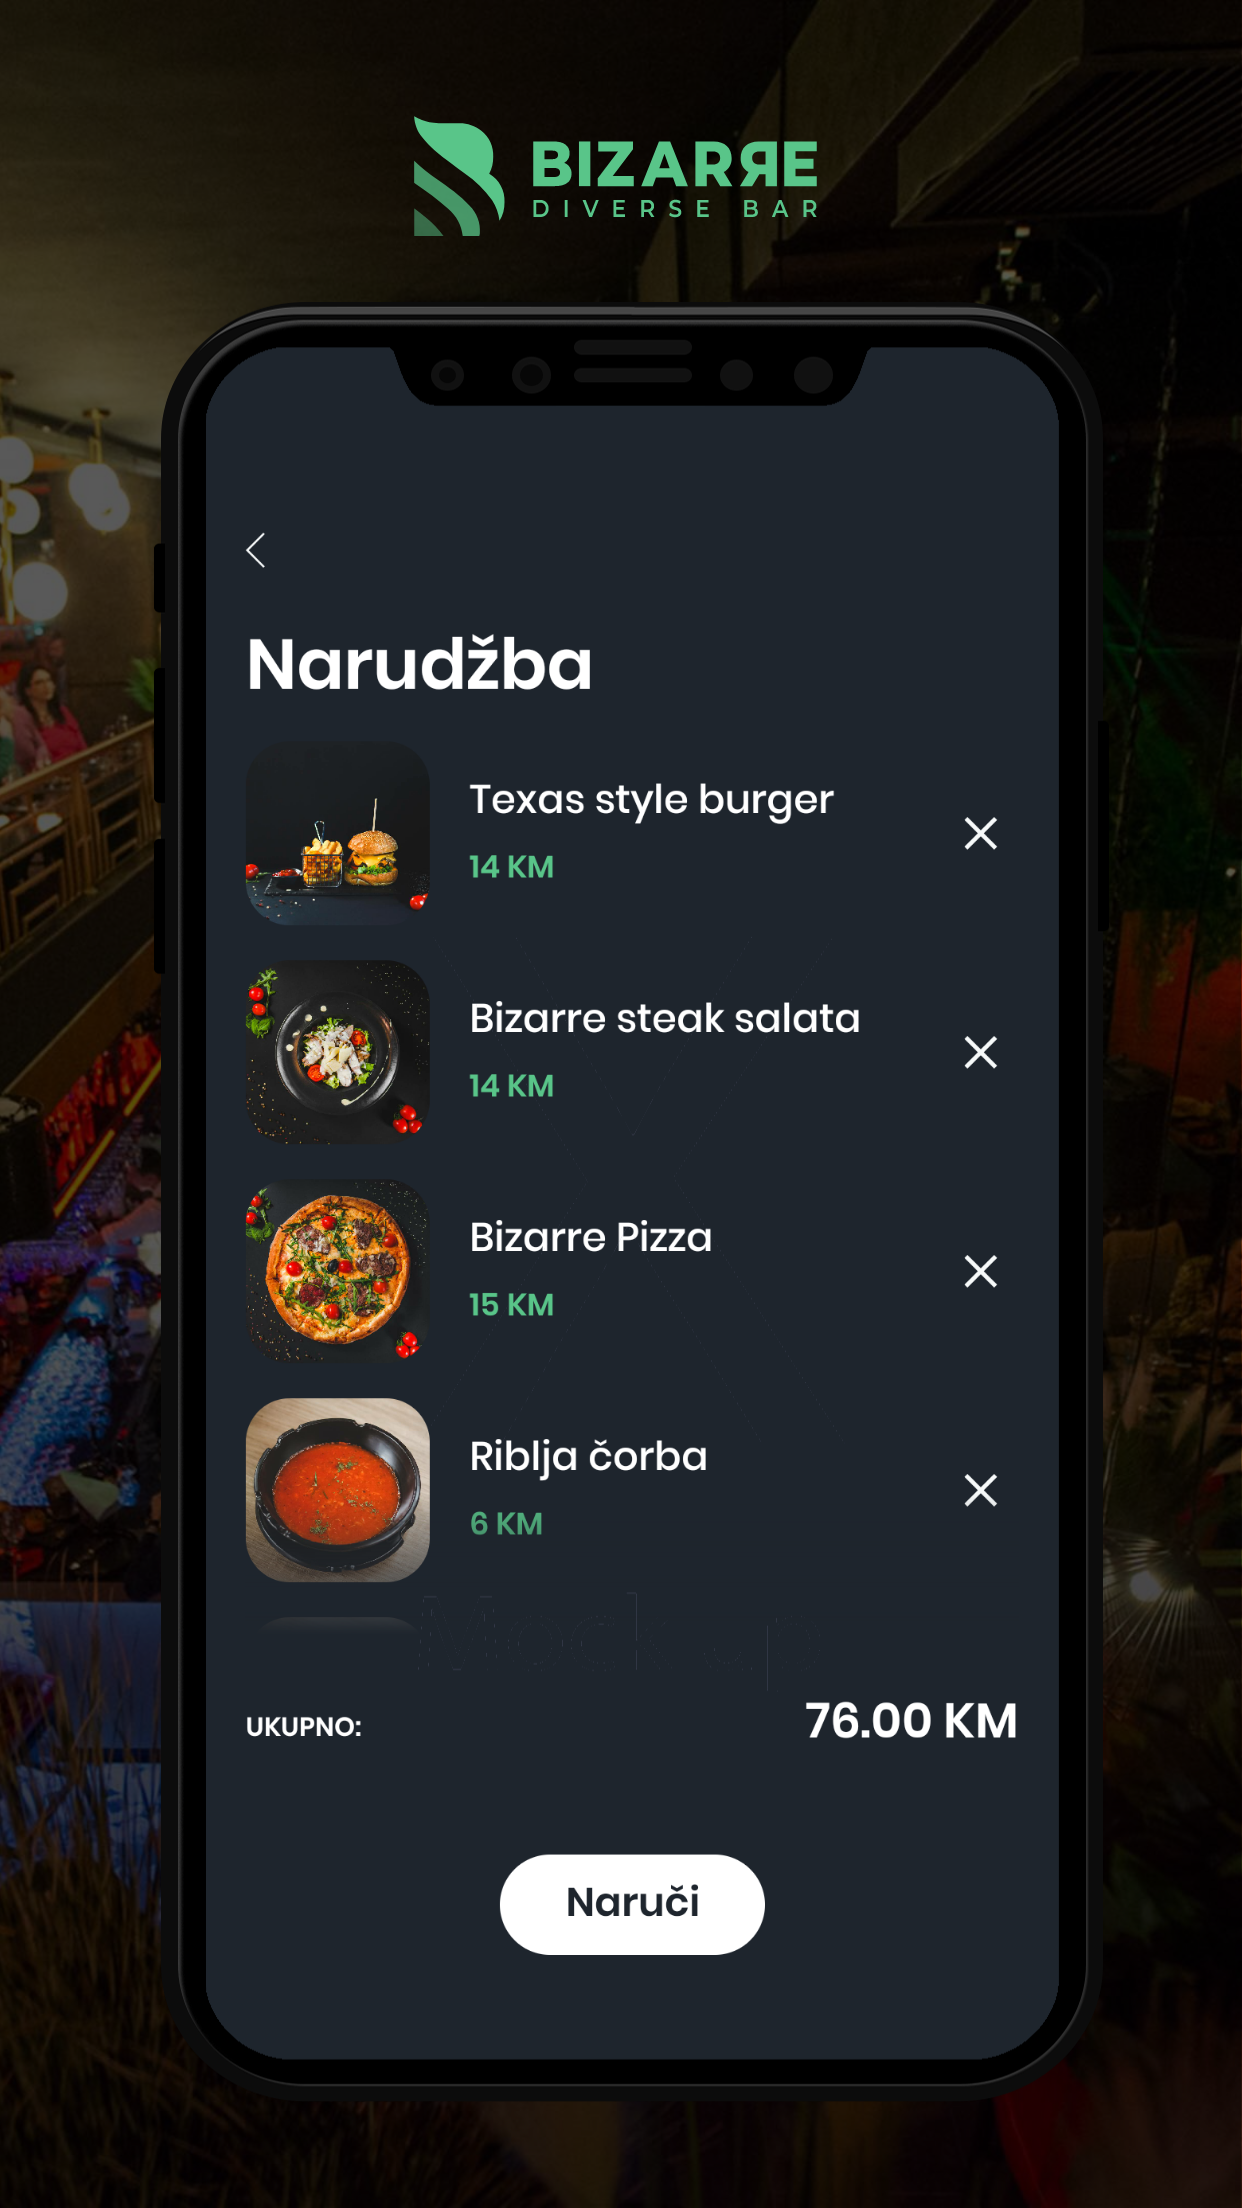 BIZARRE
DIVERSE BAR
Narudžba
Texas style burger
14 KM
Bizarre steak salata
14 KM
Bizarre Pizza
15 KM
Riblja čorba
6 KM
Mockup
UKUPNO:
76.00 KM
Naruči